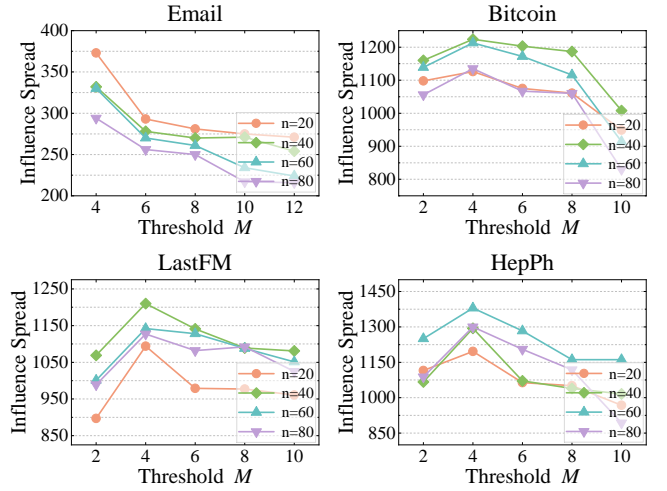 Email
Influence Spread
400
350
300
250
200
4 6 8 10 12
Threshold M
n=20
n=40
n=60
n=80
Bitcoin
Influence Spread
1200
1100
1000
900
800
2 4 6 8 10
Threshold M
n=20
n=40
n=60
n=80
LastFM
Influence Spread
1250
1150
1050
950
850
2 4 6 8 10
Threshold M
n=20
n=40
n=60
n=80
HepPh
Influence Spread
1450
1300
1150
1000
850
2 4 6 8 10
Threshold M
n=20
n=40
n=60
n=80